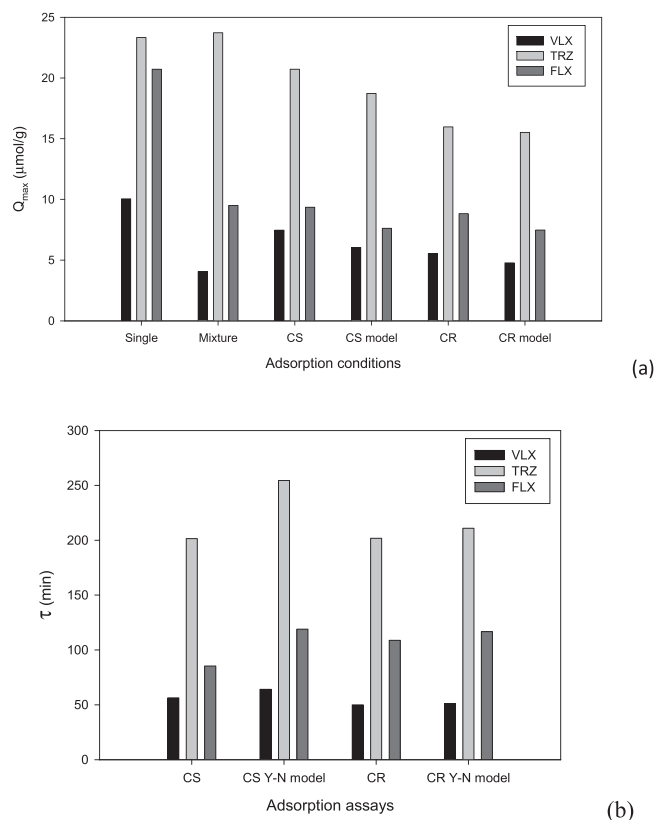 25
20
15
10
5
0
Qmax (μmol/g)
VLX
TRZ
FLX
Single Mixture CS CS model CR CR model
Adsorption conditions
(a)
300
250
200
150
100
50
0
τ (min)
VLX
TRZ
FLX
CS CS Y-N model CR CR Y-N model
Adsorption assays
(b)